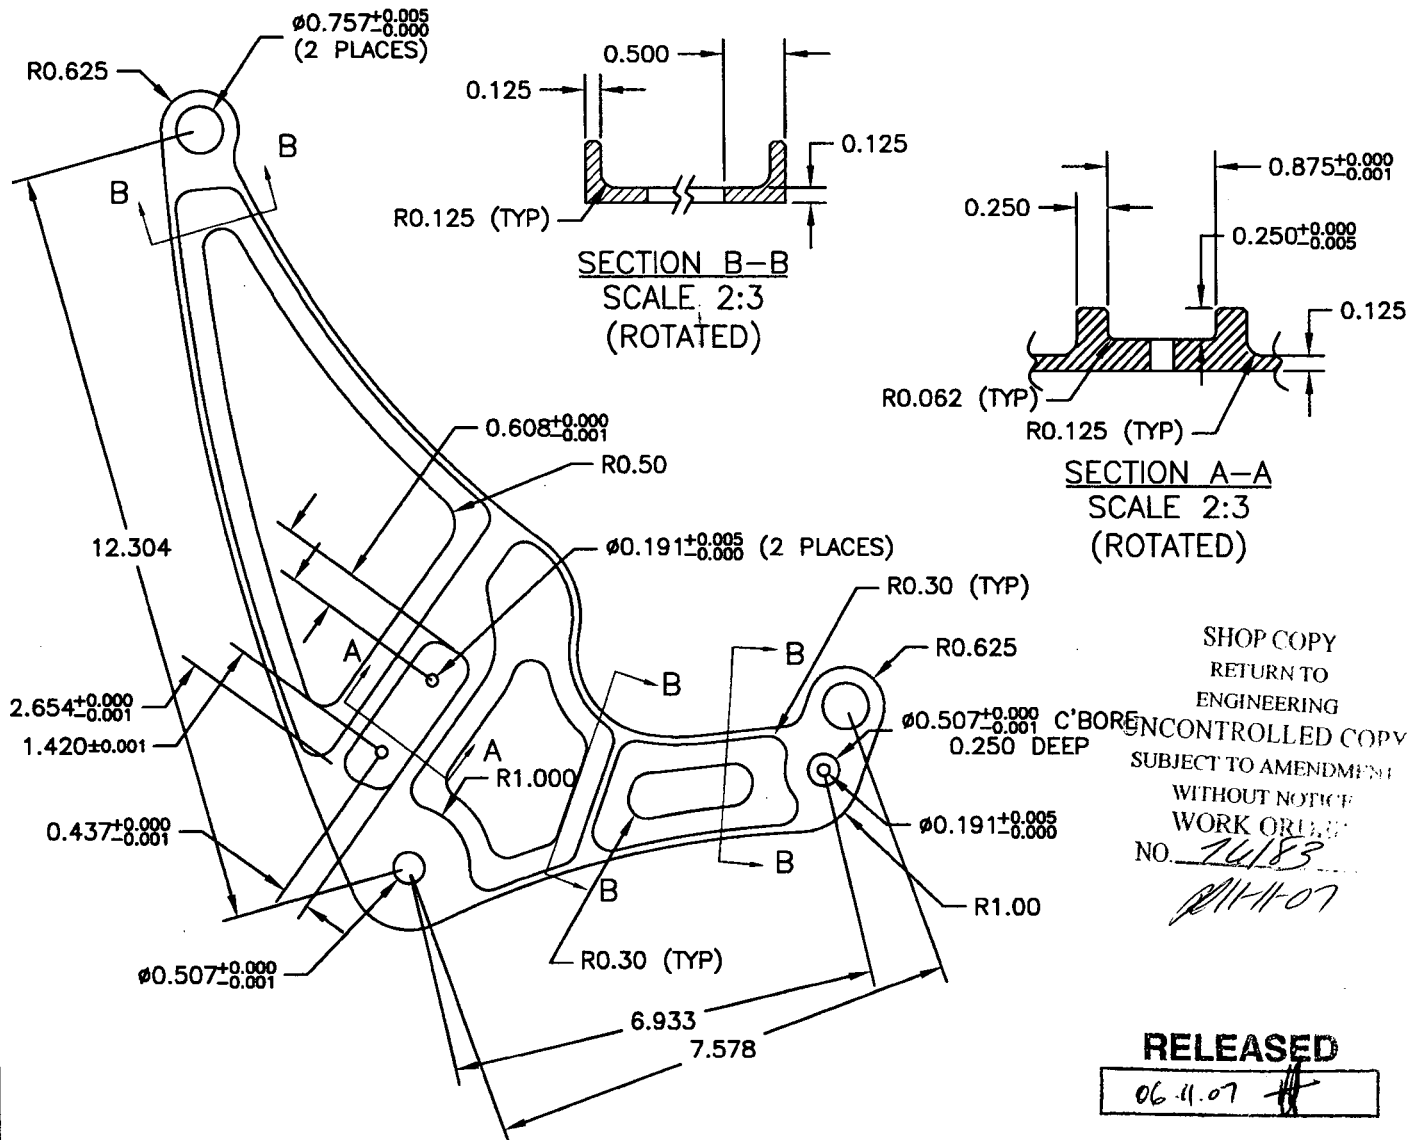 ø0.757+0.005 -0.000
(2 PLACES)
R0.625
B
B
0.500
0.125
0.125
R0.125 (TYP)
SECTION B-B
SCALE 2:3
(ROTATED)
0.875+0.000 -0.001
0.250
0.250+0.000 -0.005
0.125
R0.062 (TYP)
R0.125 (TYP)
SECTION A-A
SCALE 2:3
(ROTATED)
0.608+0.000 -0.001
R0.50
12.304
ø0.191+0.005 -0.000 (2 PLACES)
R0.30 (TYP)
R0.625
A
A
B
B
B
B
2.654+0.000 -0.001
1.420±0.001
ø0.507+0.000 -0.001 C'BORE
0.250 DEEP
R1.000
0.437+0.000 -0.001
ø0.191+0.005 -0.000
R1.00
R0.30 (TYP)
ø0.507+0.000 -0.001
6.933
7.578
SHOP COPY
RETURN TO
ENGINEERING
UNCONTROLLED COPY
SUBJECT TO AMENDMENT
WITHOUT NOTICE
WORK ORDER
NO.
11-11-07
RELEASED
06.11.07